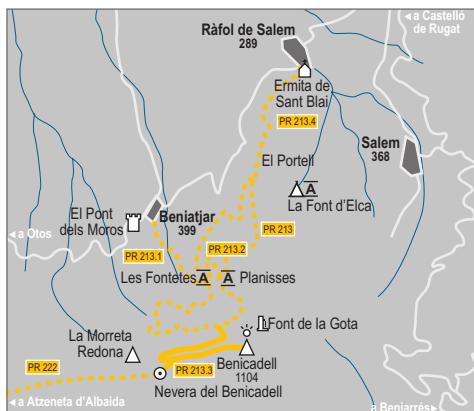 a Castelló
de Rugat
Ràfol de Salem
289
Ermita de
Sant Blai
PR 213.4
Salem
368
El Portell
A
La Font d'Elca
El Pont
dels Moros
Beniatjar
399
PR 213
a Otos
PR 213.1
PR 213.2
Les Fontetes A A Planisses
Font de la Gota
La Morreta
Redona
Benicadell
1104
PR 222
PR 213.3
Nevera del Benicadell
a Atzeneta d'Albaida
a Beniarrés